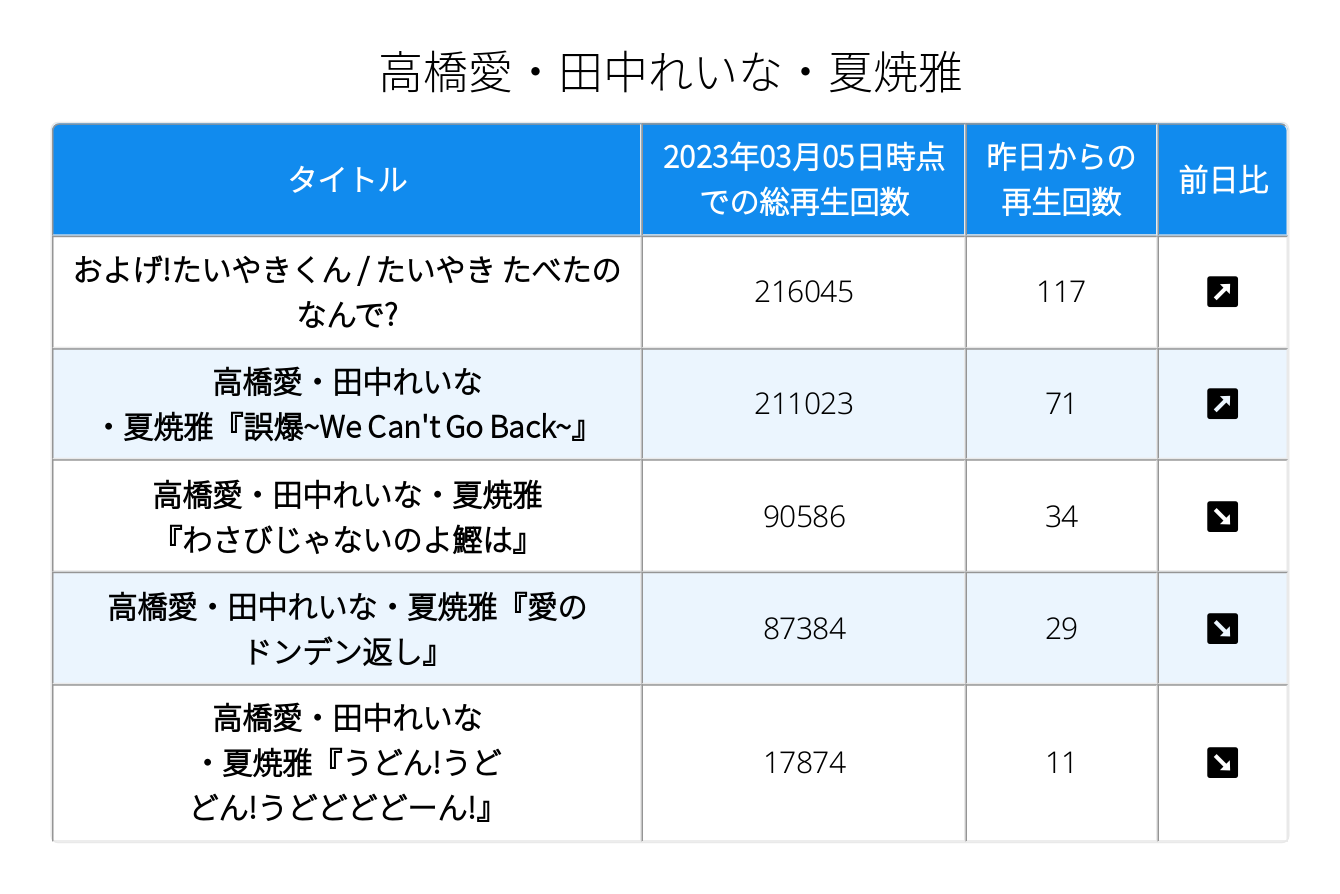 高橋愛・田中れいな・夏焼雅
タイトル
2023年03月05日時点
での総再生回数
昨日からの
再生回数
前日比
およげ!たいやきくん / たいやき たべたの
なんで?
216045
117
高橋愛・田中れいな
・夏焼雅『誤爆~We Can't Go Back~』
211023
71
高橋愛・田中れいな・夏焼雅
『わさびじゃないのよ鰹は』
90586
34
高橋愛・田中れいな・夏焼雅『愛の
ドンデン返し』
87384
29
高橋愛・田中れいな
・夏焼雅『うどん!うど
どん!うどどどどーん!』
17874
11